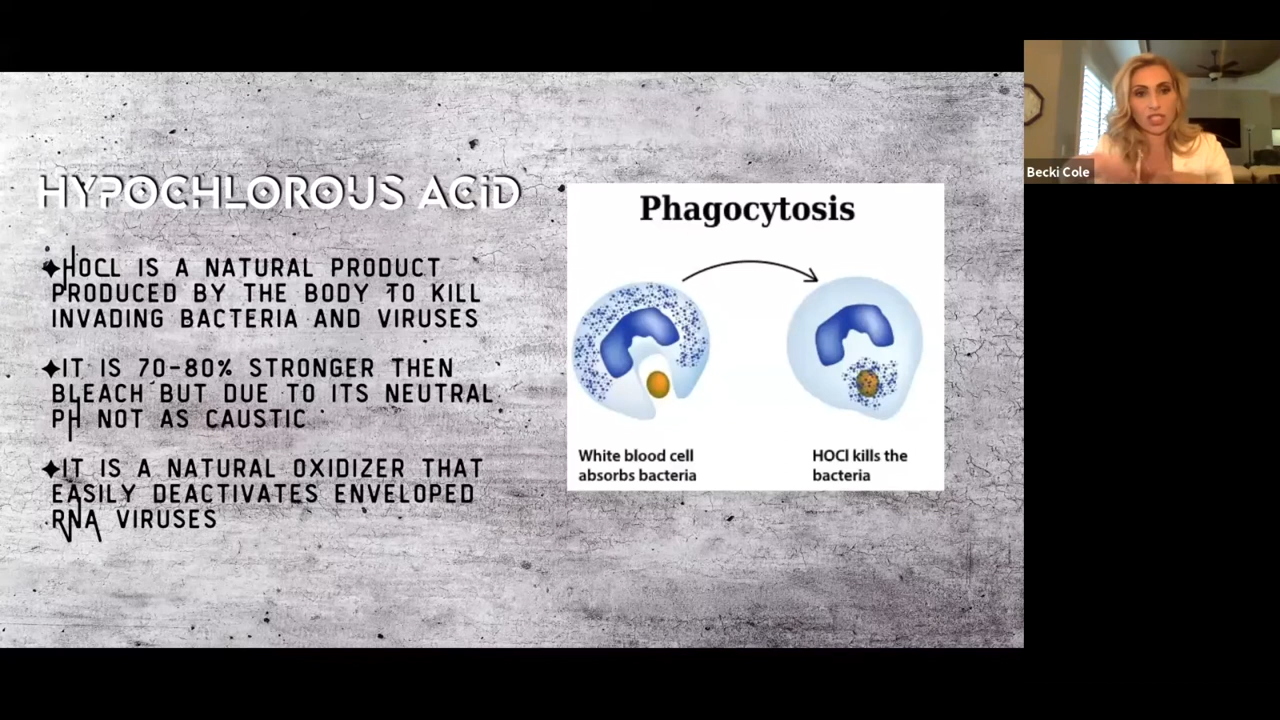 HYPOCHLOROUS ACID
✦HOCL IS A NATURAL PRODUCT
PRODUCED BY THE BODY TO KILL
INVADING BACTERIA AND VIRUSES
✦IT IS 70-80% STRONGER THEN
BLEACH BUT DUE TO ITS NEUTRAL
PH NOT AS CAUSTIC
✦IT IS A NATURAL OXIDIZER THAT
EASILY DEACTIVATES ENVELOPED
RNA VIRUSES
Phagocytosis
White blood cell
absorbs bacteria
HOCl kills the
bacteria
Becki Cole